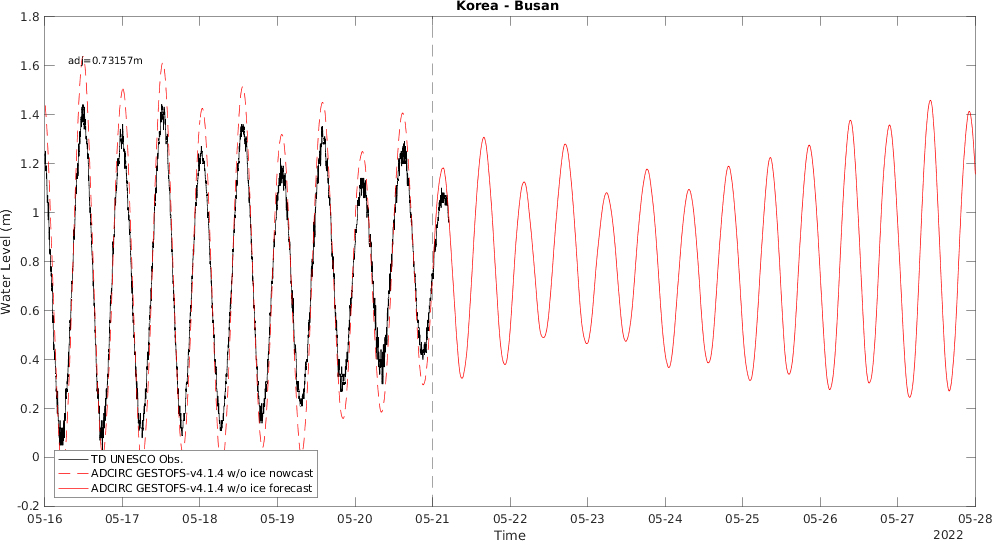 Korea - Busan
1.8
1.6
1.4
1.2
1
0.8
0.6
0.4
0.2
0
-0.2
Water Level (m)
adj=0.73157m
TD UNESCO Obs.
ADCIRC GESTOFS-v4.1.4 w/o ice nowcast
ADCIRC GESTOFS-v4.1.4 w/o ice forecast
05-16 05-17 05-18 05-19 05-20 05-21 05-22 05-23 05-24 05-25 05-26 05-27 05-28
Time
2022